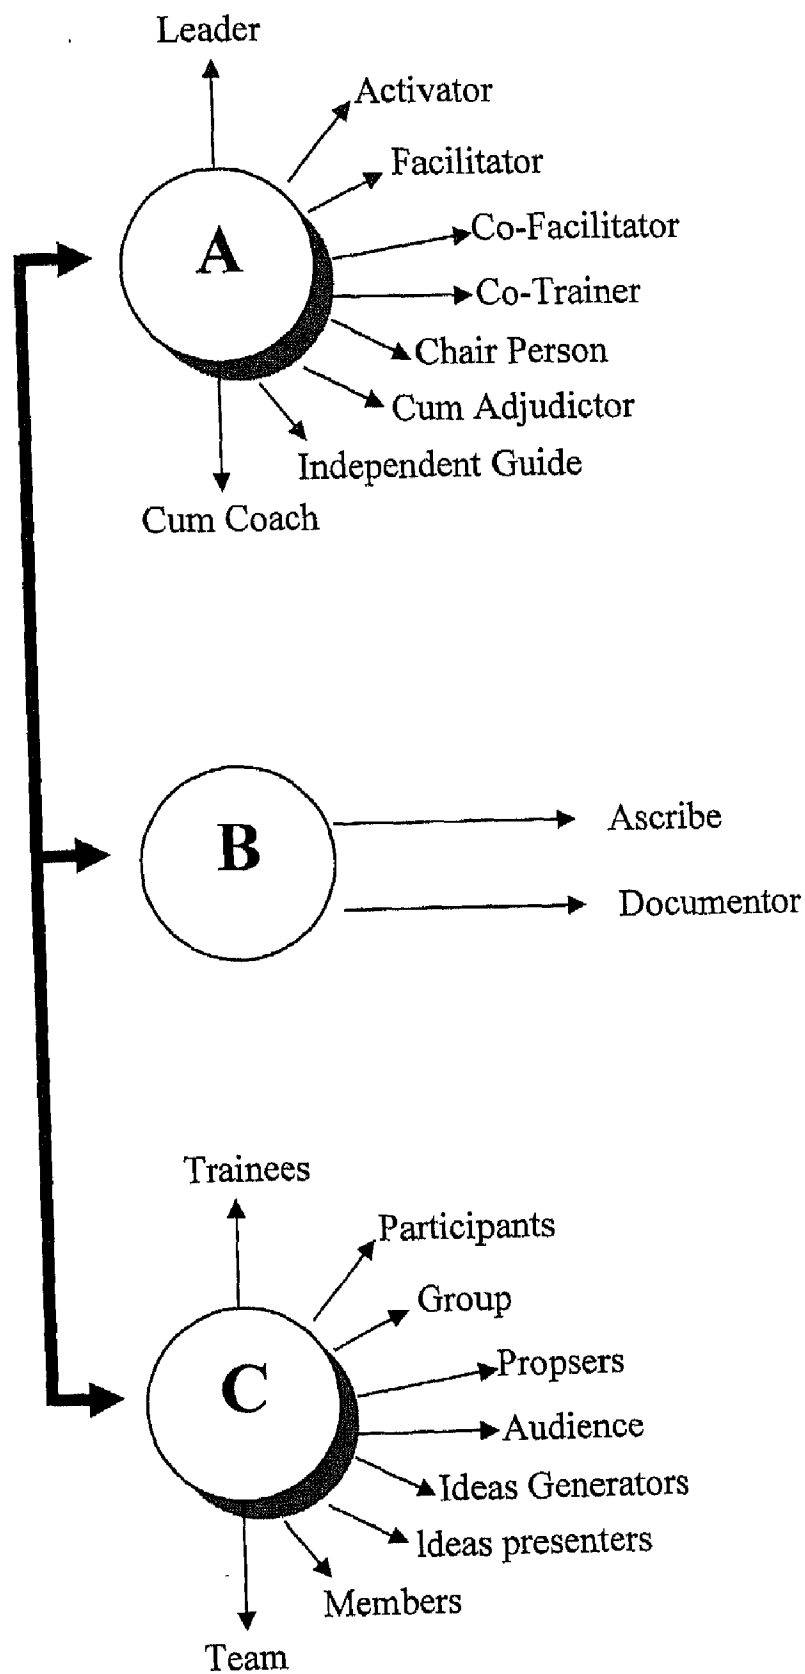 Leader
Activator
Facilitator
A
Co-Facilitator
Co-Trainer
Chair Person
Cum Adjudictor
Independent Guide
Cum Coach
B
Ascribe
Documentor
Trainees
Participants
Group
C
Propsers
Audience
Ideas Generators
Ideas presenters
Members
Team